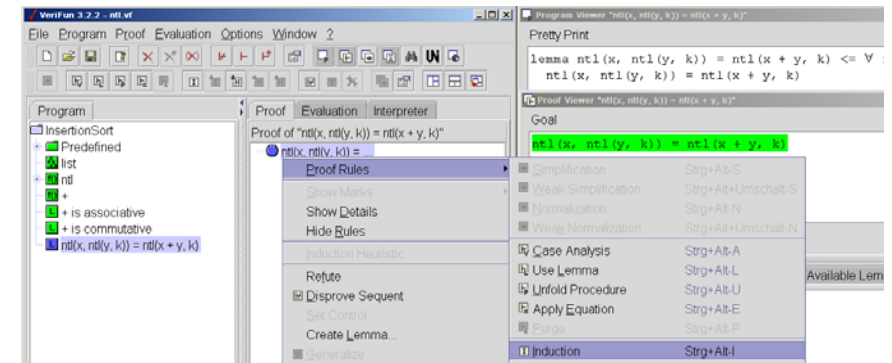 VeriFun 3.2.2 - ntl.vf
File Program Proof Evaluation Options Window ?
Program
InsertionSort
Predefined
list
ntl
+
+ is associative
+ is commutative
ntl(x, ntl(y, k)) = ntl(x + y, k)
Proof Evaluation Interpreter
Proof of "ntl(x, ntl(y, k)) = ntl(x + y, k)"
ntl(x, ntl(y, k)) = ...
Proof Rules
Show Marks
Show Details
Hide Rules
Induction Heuristic
Refute
Disprove Sequent
Set Control
Create Lemma...
Generalize
Simplification Strg+Alt-S
Weak Simplification Strg+Alt+Umschalt-S
Normalization Strg+Alt-N
Weak Normalization Strg+Alt+Umschalt-N
Case Analysis Strg+Alt-A
Use Lemma Strg+Alt-L
Unfold Procedure Strg+Alt-U
Apply Equation Strg+Alt-E
Purge Strg+Alt-P
Induction Strg+Alt-I
Program Viewer "ntl(x, ntl(y, k)) = ntl(x + y, k)"
Pretty Print
lemma ntl(x, ntl(y, k)) = ntl(x + y, k) <= ∀
ntl(x, ntl(y, k)) = ntl(x + y, k)
Proof Viewer "ntl(x, ntl(y, k)) = ntl(x + y, k)"
Goal
ntl(x, ntl(y, k)) = ntl(x + y, k)
Available Lem